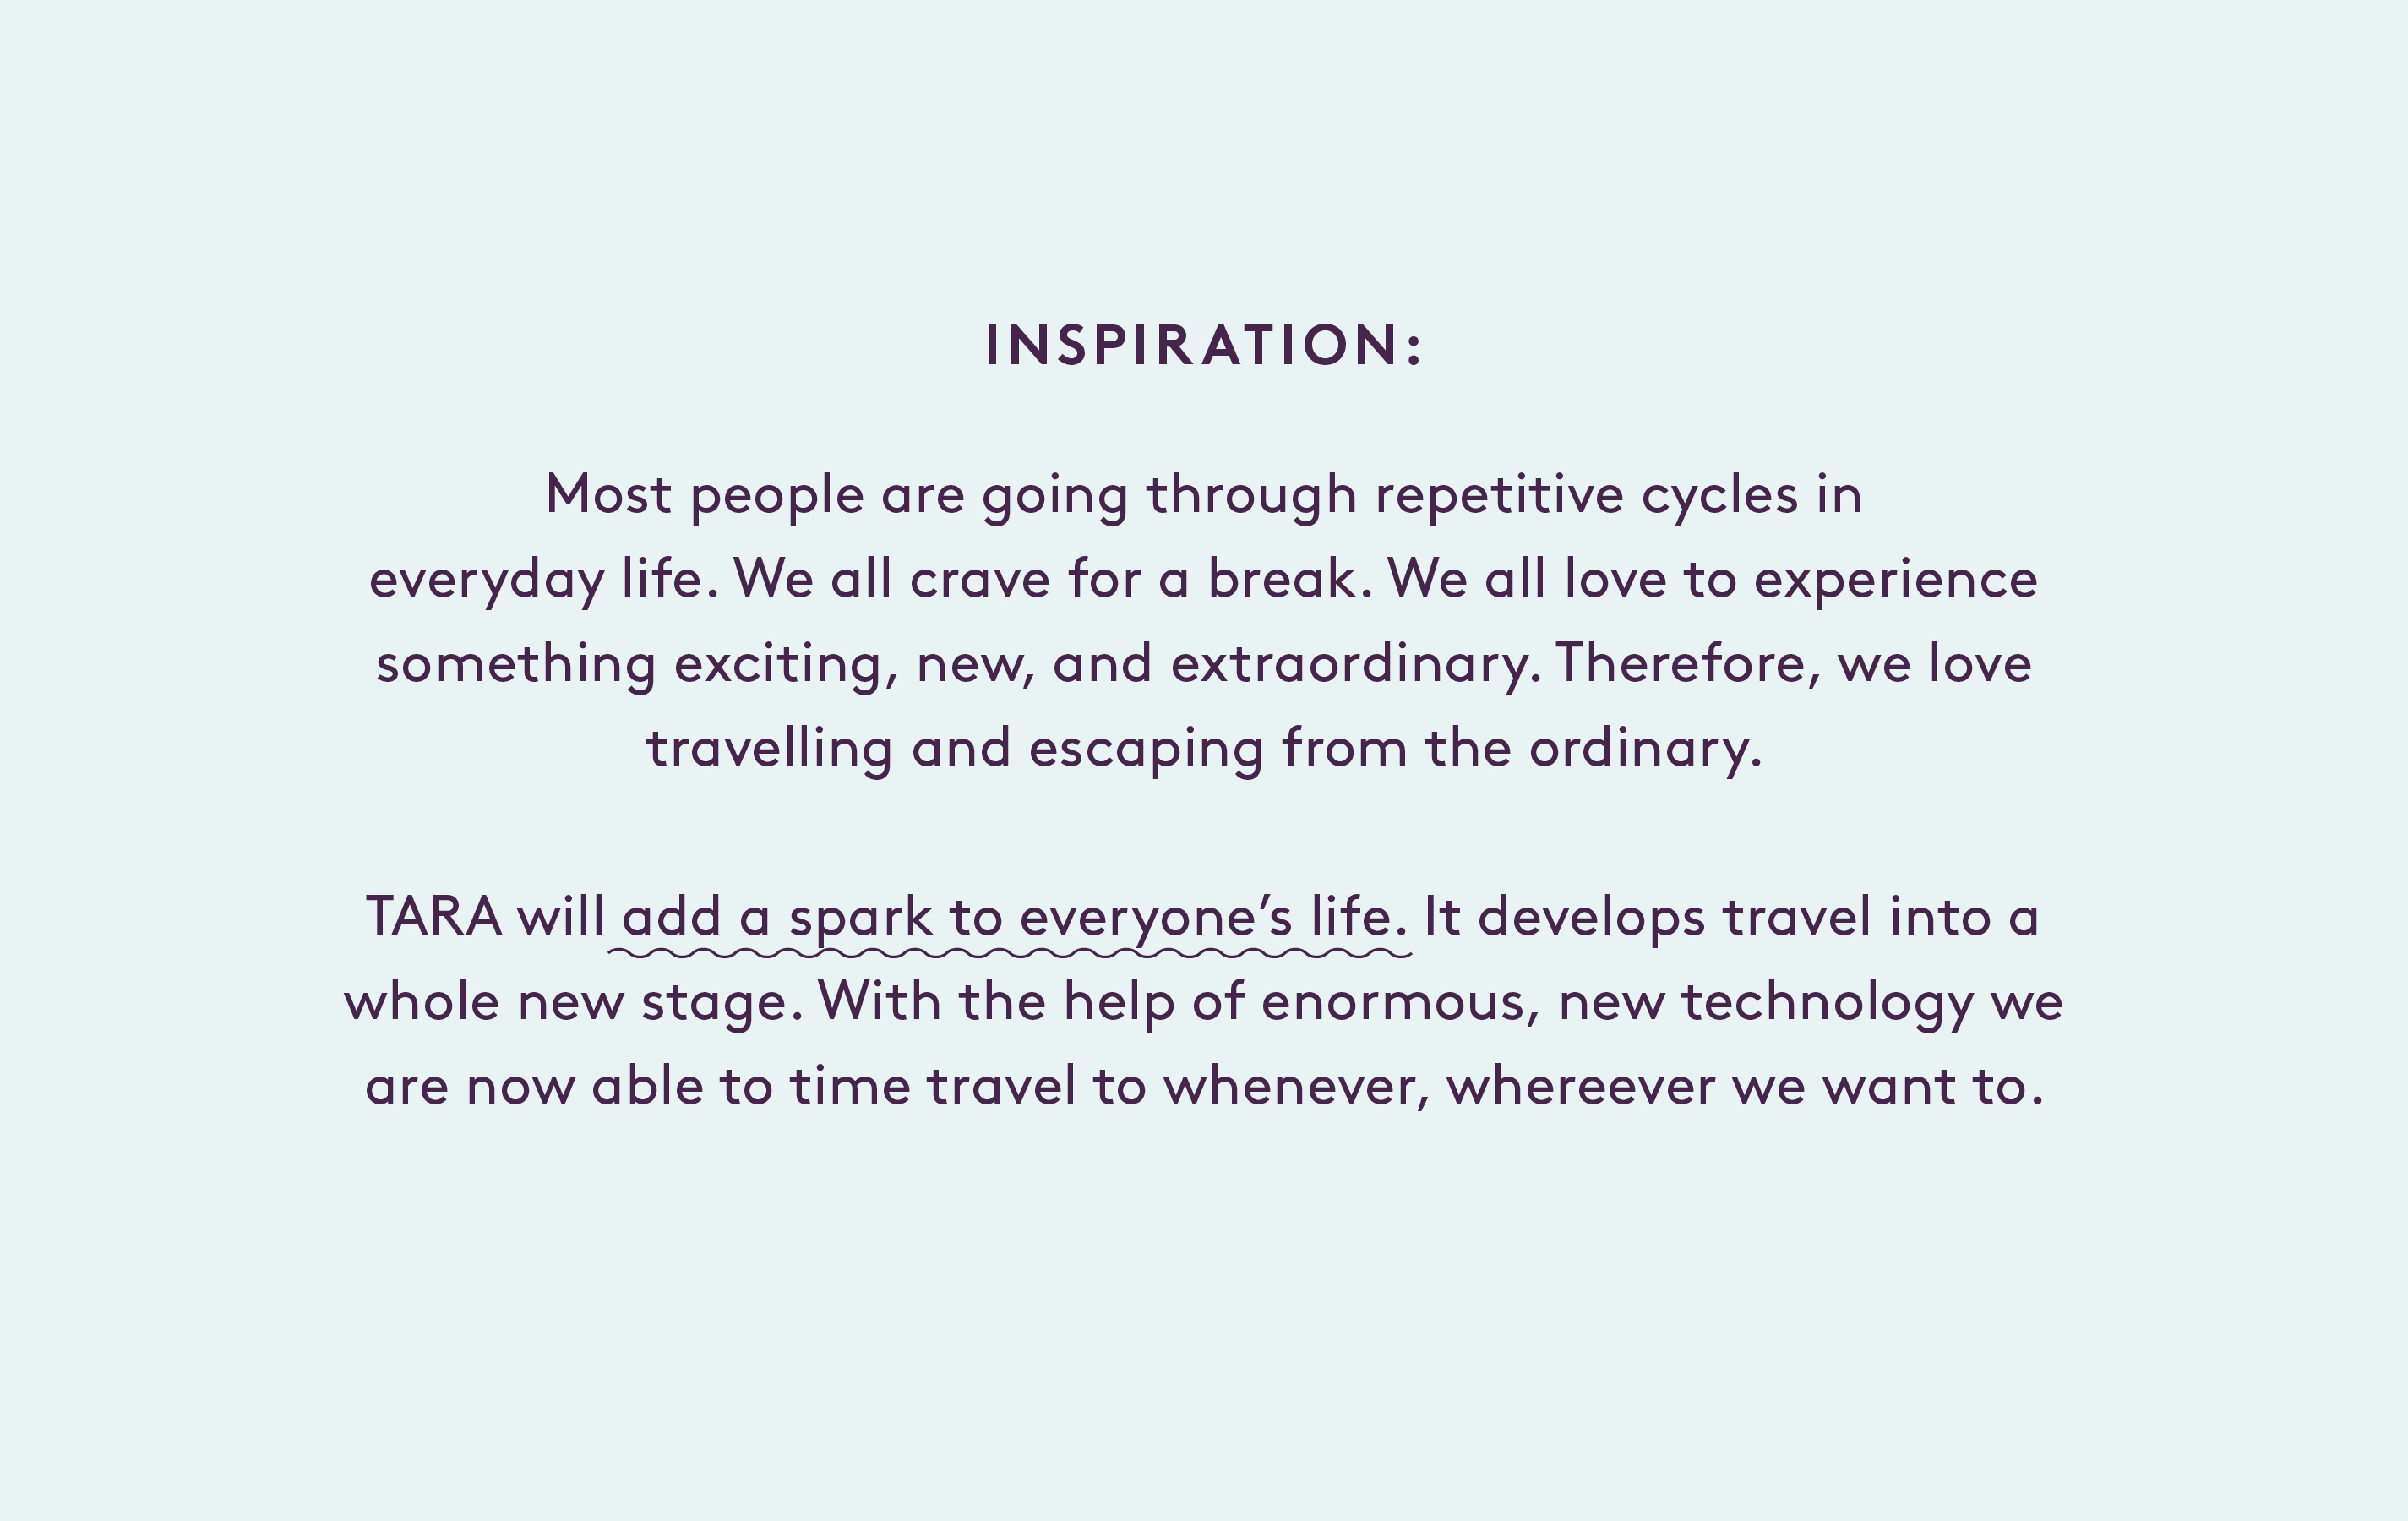 INSPIRATION:
Most people are going through repetitive cycles in
everyday life. We all crave for a break. We all love to experience
something exciting, new, and extraordinary. Therefore, we love
travelling and escaping from the ordinary.
TARA will add a spark to everyone’s life. It develops travel into a
whole new stage. With the help of enormous, new technology we
are now able to time travel to whenever, whereever we want to.